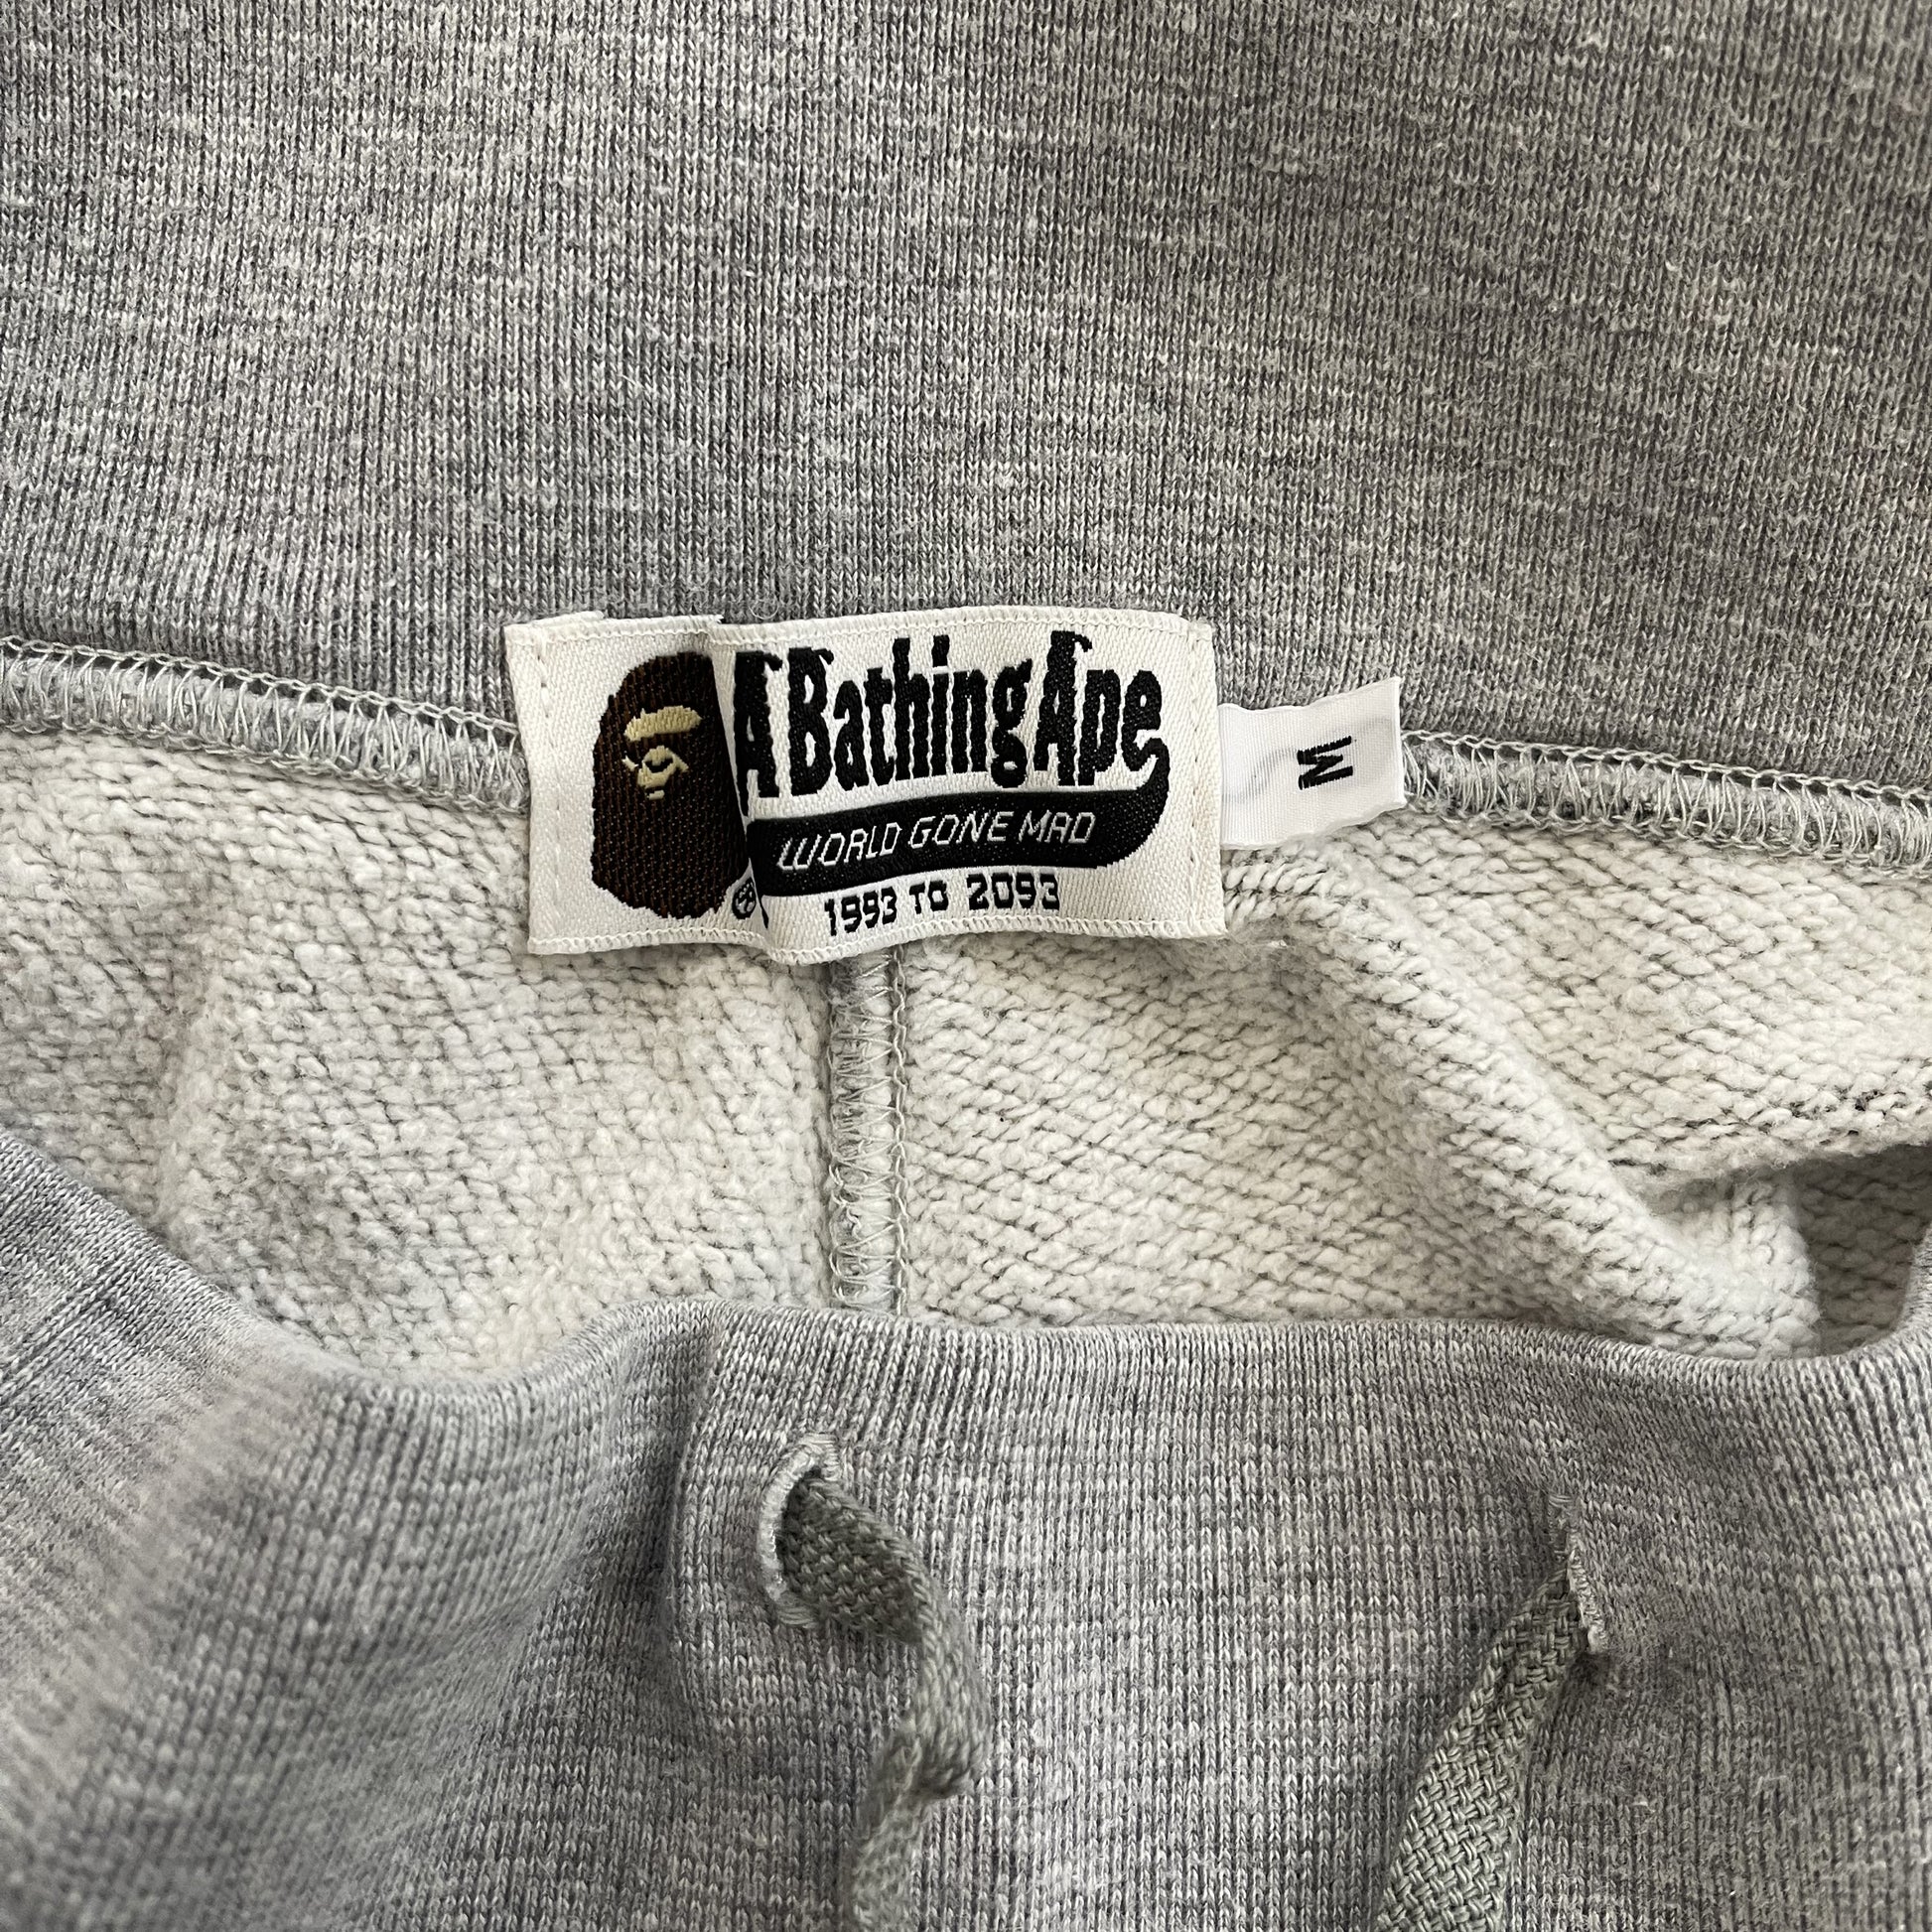 A Bathing Ape
WORLD GONE MAD
®
1993 TO 2093
M